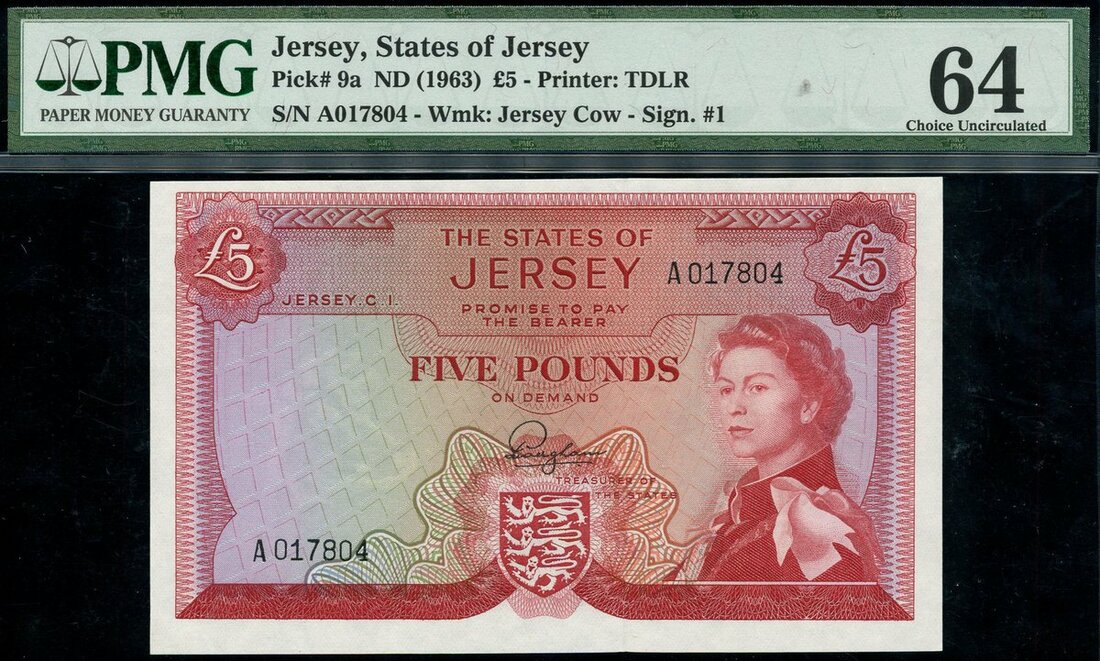 PMG
PAPER MONEY GUARANTY
Jersey, States of Jersey
Pick# 9a ND (1963) £5 - Printer: TDLR
S/N A017804 - Wmk: Jersey Cow - Sign. #1
64
Choice Uncirculated
£5
£5
THE STATES OF
JERSEY
A 017804
JERSEY. C. I.
PROMISE TO PAY
THE BEARER
FIVE POUNDS
ON DEMAND
TREASURER OF
THE STATES
A 017804